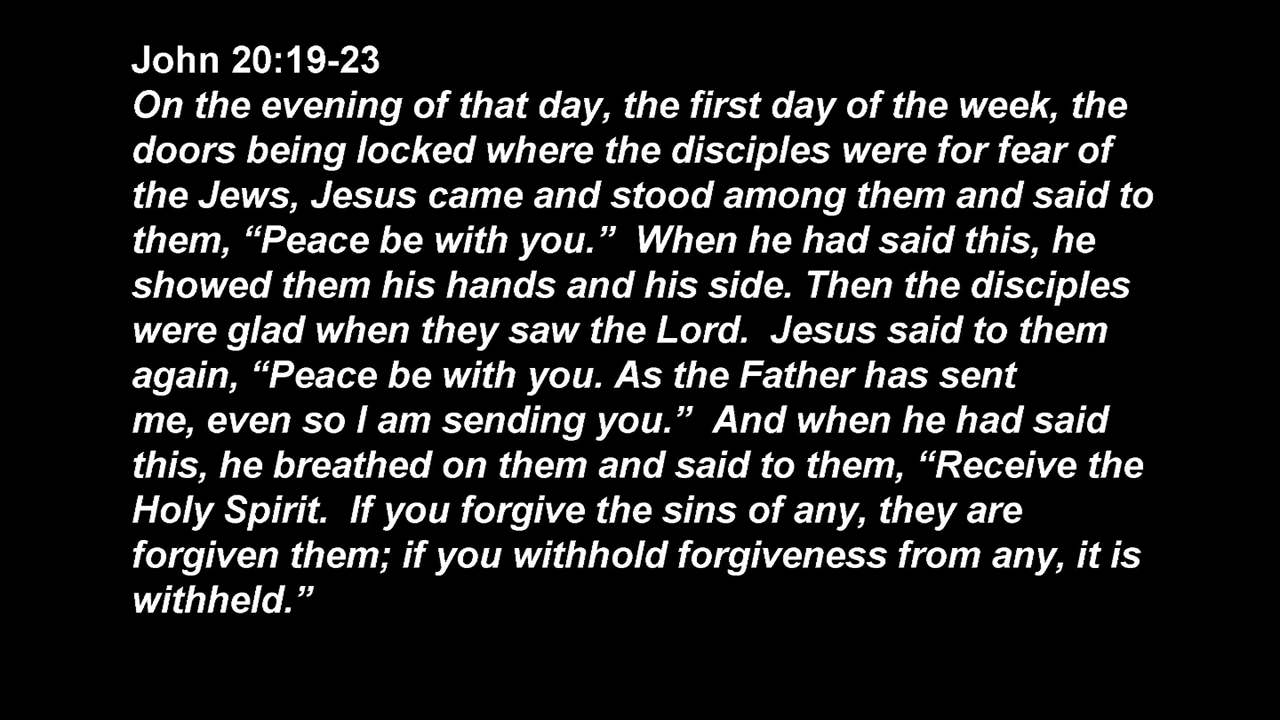 John 20:19-23
On the evening of that day, the first day of the week, the
doors being locked where the disciples were for fear of
the Jews, Jesus came and stood among them and said to
them, “Peace be with you.”  When he had said this, he
showed them his hands and his side. Then the disciples
were glad when they saw the Lord.  Jesus said to them
again, “Peace be with you. As the Father has sent
me, even so I am sending you.”  And when he had said
this, he breathed on them and said to them, “Receive the
Holy Spirit.  If you forgive the sins of any, they are
forgiven them; if you withhold forgiveness from any, it is
withheld.”